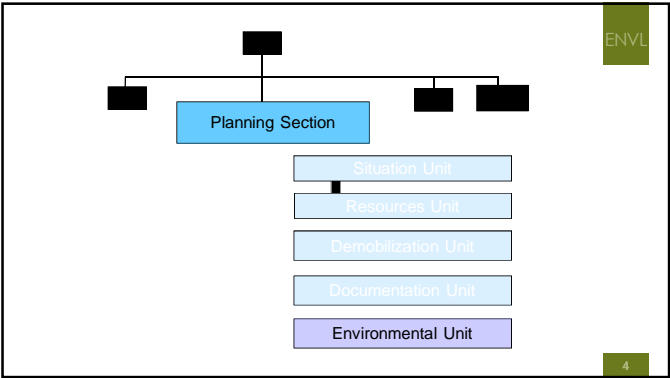 ENVL
Planning Section
Situation Unit
Resources Unit
Demobilization Unit
Documentation Unit
Environmental Unit
4